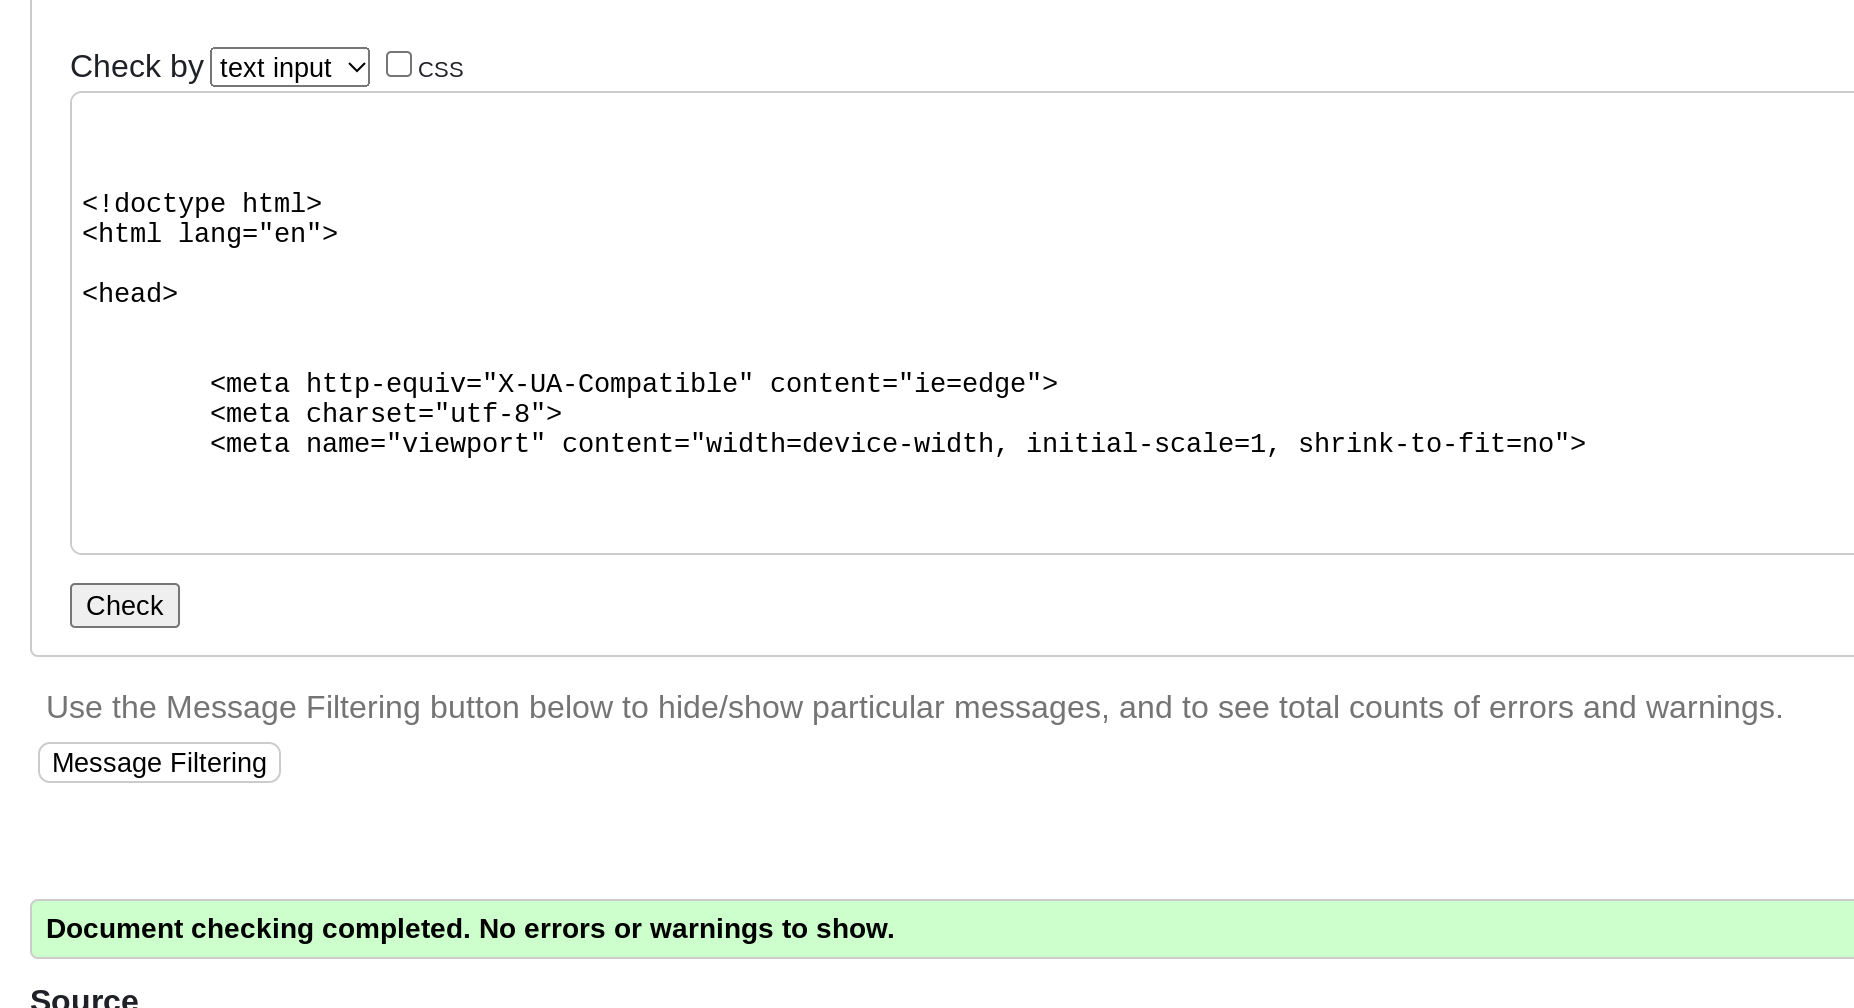 Check by text input CSS
<!doctype html>
<html lang="en">
<head>
<meta http-equiv="X-UA-Compatible" content="ie=edge">
<meta charset="utf-8">
<meta name="viewport" content="width=device-width, initial-scale=1, shrink-to-fit=no">
Check
Use the Message Filtering button below to hide/show particular messages, and to see total counts of errors and warnings.
Message Filtering
Document checking completed. No errors or warnings to show.
Source